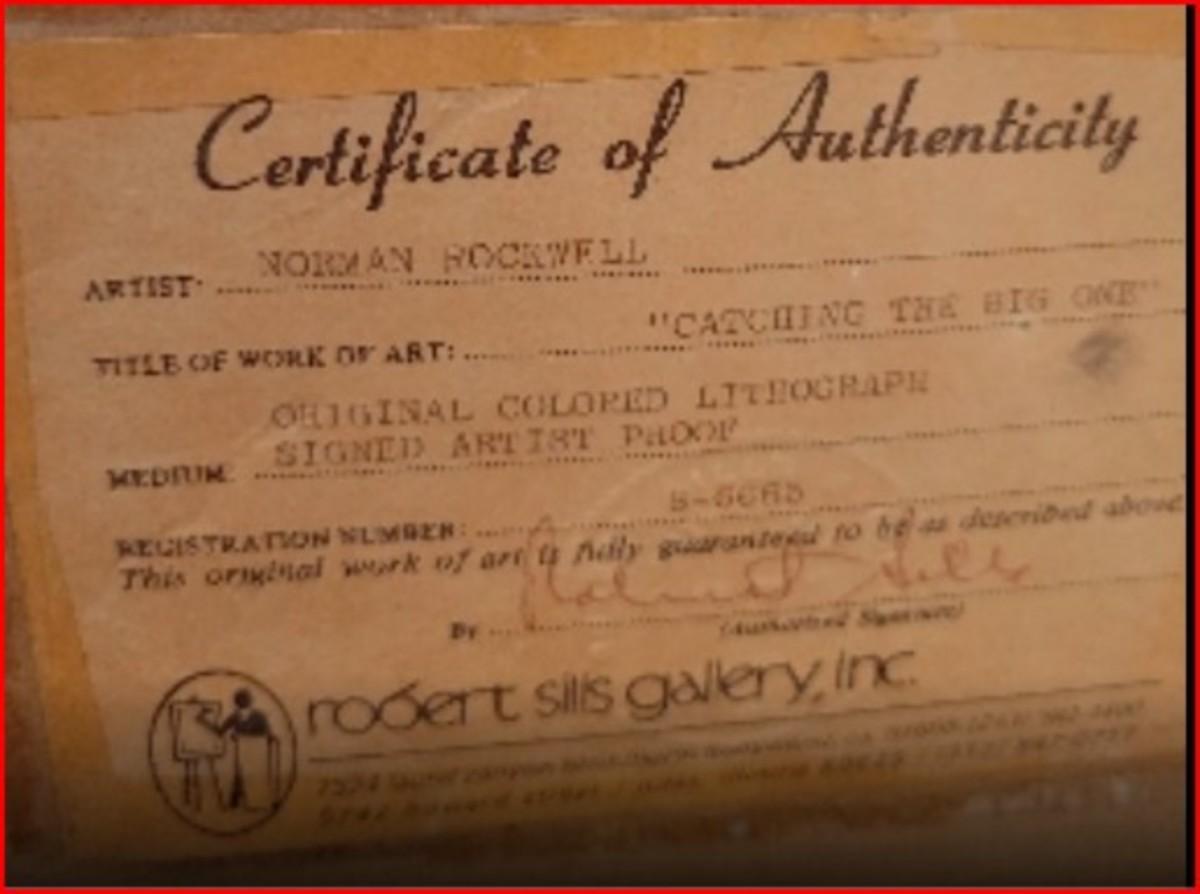 Certificate of Authenticity
ARTIST: NORMAN ROCKWELL
TITLE OF WORK OF ART: "CATCHING THE BIG ONE"
ORIGINAL COLORED LITHOGRAPH
MEDIUM: SIGNED ARTIST PROOF
REGISTRATION NUMBER:
This original work of art is fully guaranteed to be as described above.
Robert Sills
By
(Authorized Signature)
robert sills gallery, inc.